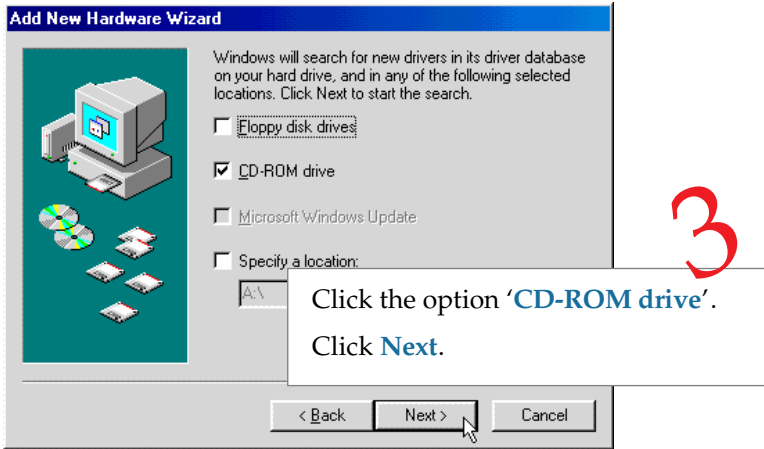 Add New Hardware Wizard
Windows will search for new drivers in its driver database
on your hard drive, and in any of the following selected
locations. Click Next to start the search.
Floppy disk drives
CD-ROM drive
Microsoft Windows Update
Specify a location:
A:\
3
Click the option ‘CD-ROM drive’.
Click Next.
< Back
Next >
Cancel